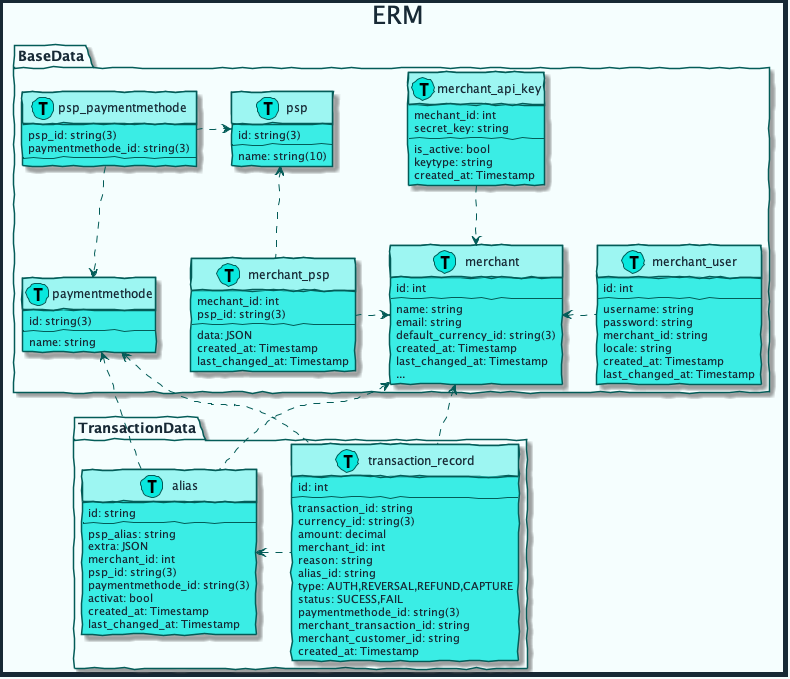 ERM
BaseData
T psp_paymentmethode
psp_id: string(3)
paymentmethode_id: string(3)
T psp
id: string(3)
name: string(10)
T merchant_api_key
mechant_id: int
secret_key: string
is_active: bool
keytype: string
created_at: Timestamp
T paymentmethode
id: string(3)
name: string
T merchant_psp
mechant_id: int
psp_id: string(3)
data: JSON
created_at: Timestamp
last_changed_at: Timestamp
T merchant
id: int
name: string
email: string
default_currency_id: string(3)
created_at: Timestamp
last_changed_at: Timestamp
...
T merchant_user
id: int
username: string
password: string
merchant_id: string
locale: string
created_at: Timestamp
last_changed_at: Timestamp
TransactionData
T alias
id: string
psp_alias: string
extra: JSON
merchant_id: int
psp_id: string(3)
paymentmethode_id: string(3)
activat: bool
created_at: Timestamp
last_changed_at: Timestamp
T transaction_record
id: int
transaction_id: string
currency_id: string(3)
amount: decimal
merchant_id: int
reason: string
alias_id: string
type: AUTH,REVERSAL,REFUND,CAPTURE
status: SUCESS,FAIL
paymentmethode_id: string(3)
merchant_transaction_id: string
merchant_customer_id: string
created_at: Timestamp